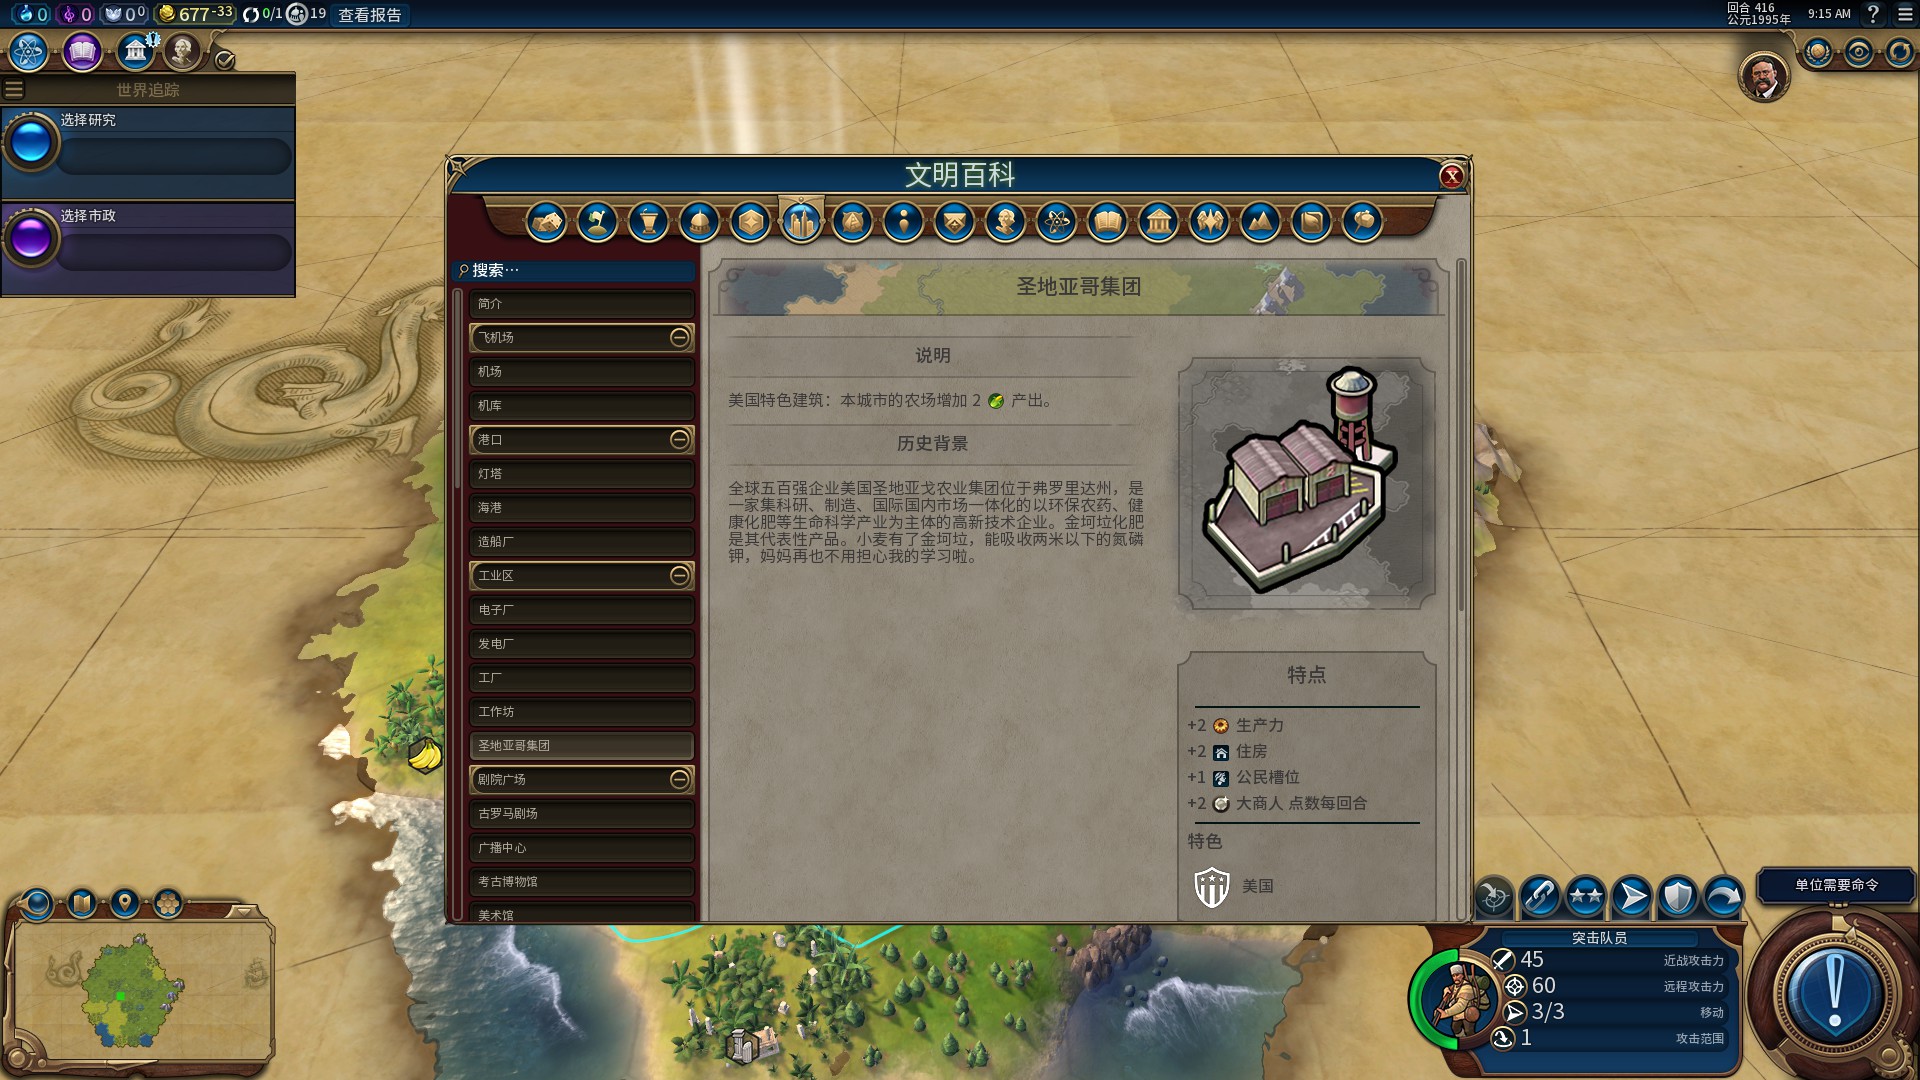 0 0 0 0 677 -33 0/1 19 查看报告
回合 416
公元1995年
9:15 AM ?
世界追踪
选择研究
选择市政
文明百科
X
搜索…
简介
飞机场
机场
机库
港口
灯塔
海港
造船厂
工业区
电子厂
发电厂
工厂
工作坊
圣地亚哥集团
剧院广场
古罗马剧场
广播中心
考古博物馆
美术馆
圣地亚哥集团
说明
美国特色建筑：本城市的农场增加 2 产出。
历史背景
全球五百强企业美国圣地亚戈农业集团位于弗罗里达州，是
一家集科研、制造、国际国内市场一体化的以环保农药、健
康化肥等生命科学产业为主体的高新技术企业。金坷垃化肥
是其代表性产品。小麦有了金坷垃，能吸收两米以下的氮磷
钾，妈妈再也不用担心我的学习啦。
特点
+2 生产力
+2 住房
+1 公民槽位
+2 大商人 点数每回合
特色
美国
单位需要命令
突击队员
45 近战攻击力
60 远程攻击力
3/3 移动
1 攻击范围